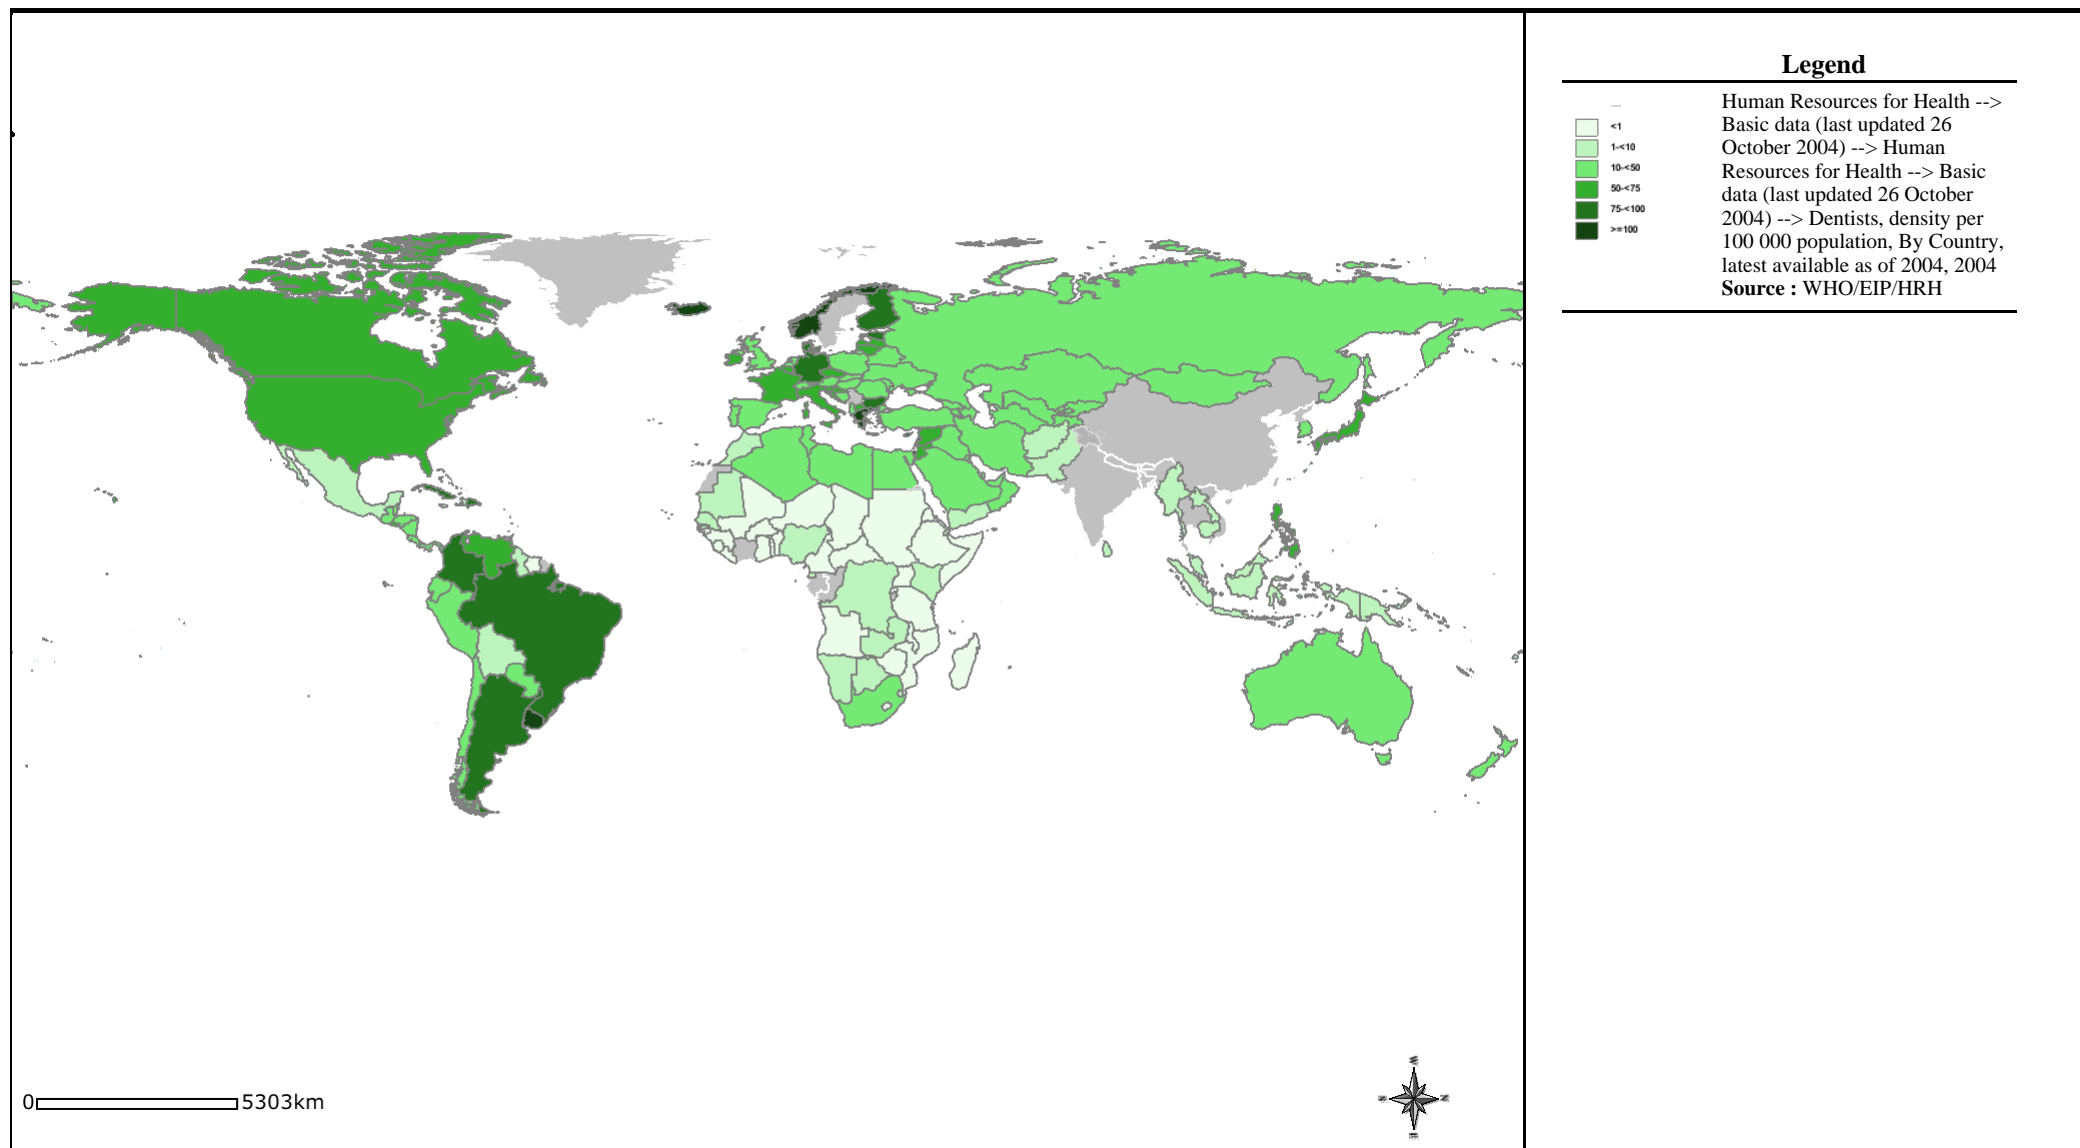 Legend
Human Resources for Health -->
Basic data (last updated 26
October 2004) --> Human
Resources for Health --> Basic
data (last updated 26 October
2004) --> Dentists, density per
100 000 population, By Country,
latest available as of 2004, 2004
Source : WHO/EIP/HRH
<1
1-<10
10-<50
50-<75
75-<100
>=100
0 5303km
W
S N
E